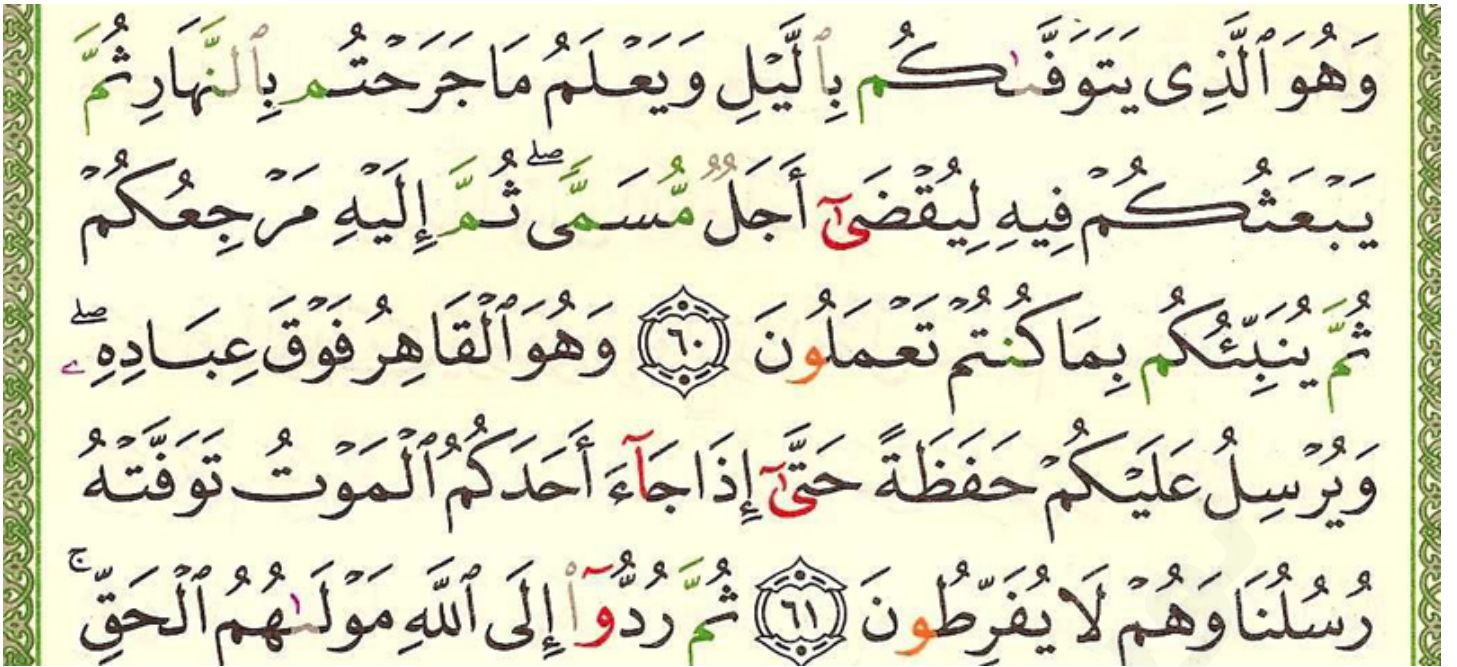 وَهُوَ ٱلَّذِى يَتَوَفَّىٰكُم بِٱلَّيْلِ وَيَعْلَمُ مَا جَرَحْتُم بِٱلنَّهَارِ ثُمَّ
يَبْعَثُكُمْ فِيهِ لِيُقْضَىٰٓ أَجَلٌ مُّسَمًّى ۖ ثُمَّ إِلَيْهِ مَرْجِعُكُمْ
ثُمَّ يُنَبِّئُكُم بِمَا كُنتُمْ تَعْمَلُونَ ٦٠ وَهُوَ ٱلْقَاهِرُ فَوْقَ عِبَادِهِۦ ۖ
وَيُرْسِلُ عَلَيْكُمْ حَفَظَةً حَتَّىٰٓ إِذَا جَآءَ أَحَدَكُمُ ٱلْمَوْتُ تَوَفَّتْهُ
رُسُلُنَا وَهُمْ لَا يُفَرِّطُونَ ٦١ ثُمَّ رُدُّوٓا۟ إِلَى ٱللَّهِ مَوْلَىٰهُمُ ٱلْحَقِّ ۚ